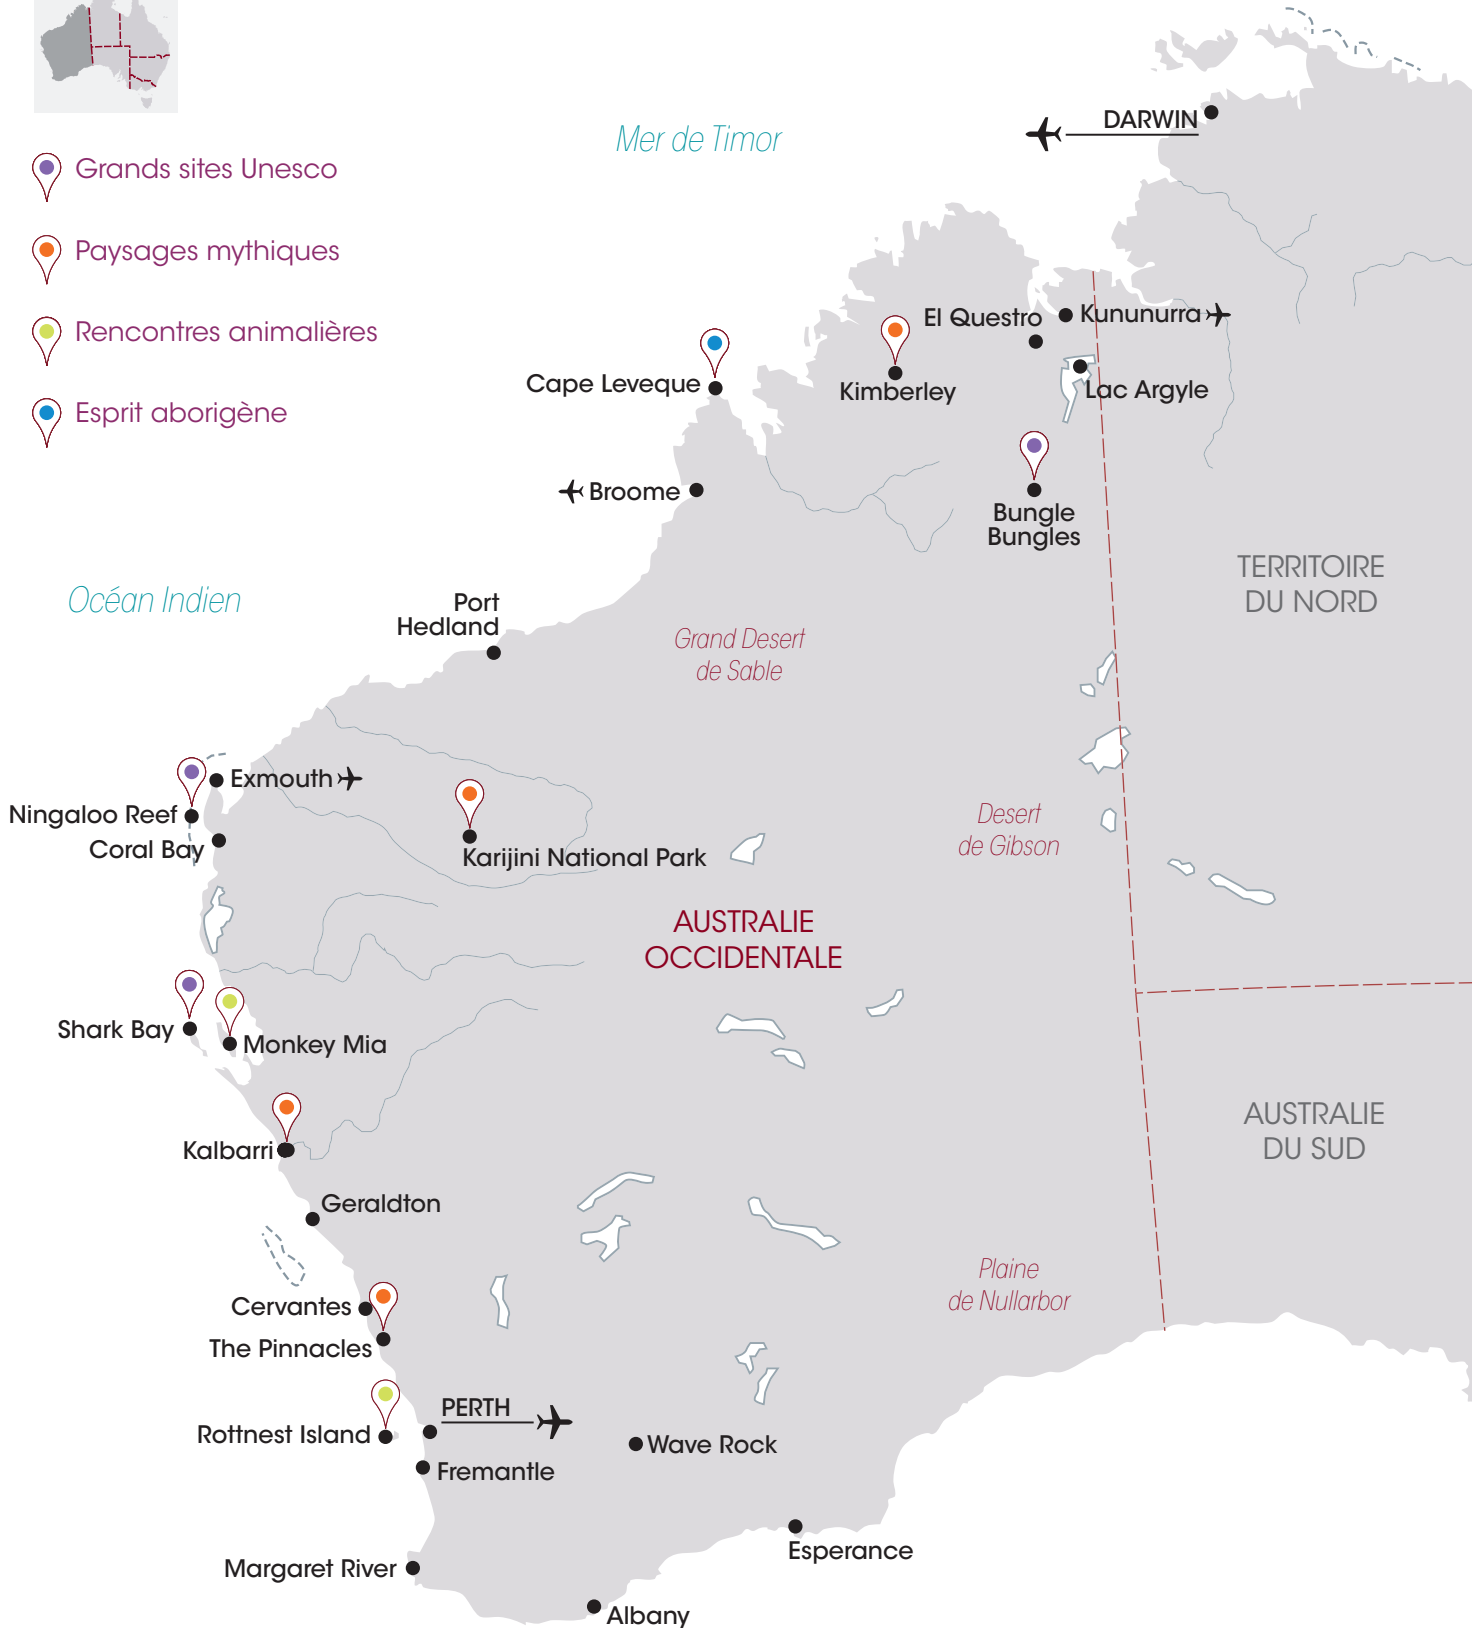 Grands sites Unesco
Paysages mythiques
Rencontres animalières
Esprit aborigène
Mer de Timor
DARWIN
El Questro
Kununurra
Cape Leveque
Kimberley
Lac Argyle
Broome
Bungle
Bungles
TERRITOIRE
DU NORD
Océan Indien
Port
Hedland
Grand Desert
de Sable
Exmouth
Ningaloo Reef
Coral Bay
Karijini National Park
Desert
de Gibson
AUSTRALIE
OCCIDENTALE
Shark Bay
Monkey Mia
Kalbarri
AUSTRALIE
DU SUD
Geraldton
Plaine
de Nullarbor
Cervantes
The Pinnacles
PERTH
Rottnest Island
Wave Rock
Fremantle
Esperance
Margaret River
Albany